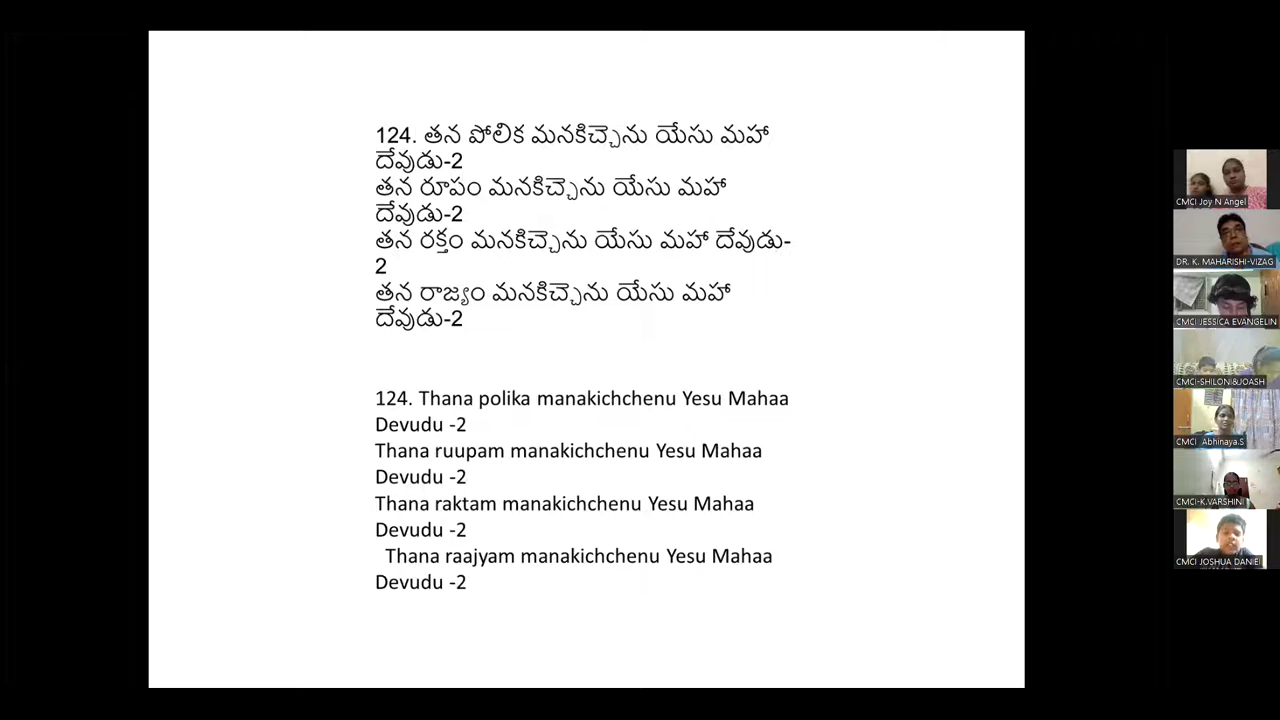 124. తన పోలిక మనకిచ్చెను యేసు మహా
దేవుడు-2
తన రూపం మనకిచ్చెను యేసు మహా
దేవుడు-2
తన రక్తం మనకిచ్చెను యేసు మహా దేవుడు-
2
తన రాజ్యం మనకిచ్చెను యేసు మహా
దేవుడు-2
124. Thana polika manakichchenu Yesu Mahaa
Devudu -2
Thana ruupam manakichchenu Yesu Mahaa
Devudu -2
Thana raktam manakichchenu Yesu Mahaa
Devudu -2
Thana raajyam manakichchenu Yesu Mahaa
Devudu -2
CMCI Joy N Angel
DR. K. MAHARISHI-VIZAG
CMCI JESSICA EVANGELIN
CMCI-SHILON &JOASH
CMCI Abhinaya.S
CMCI-K.VARSHINI
CMCI JOSHUA DANIEL